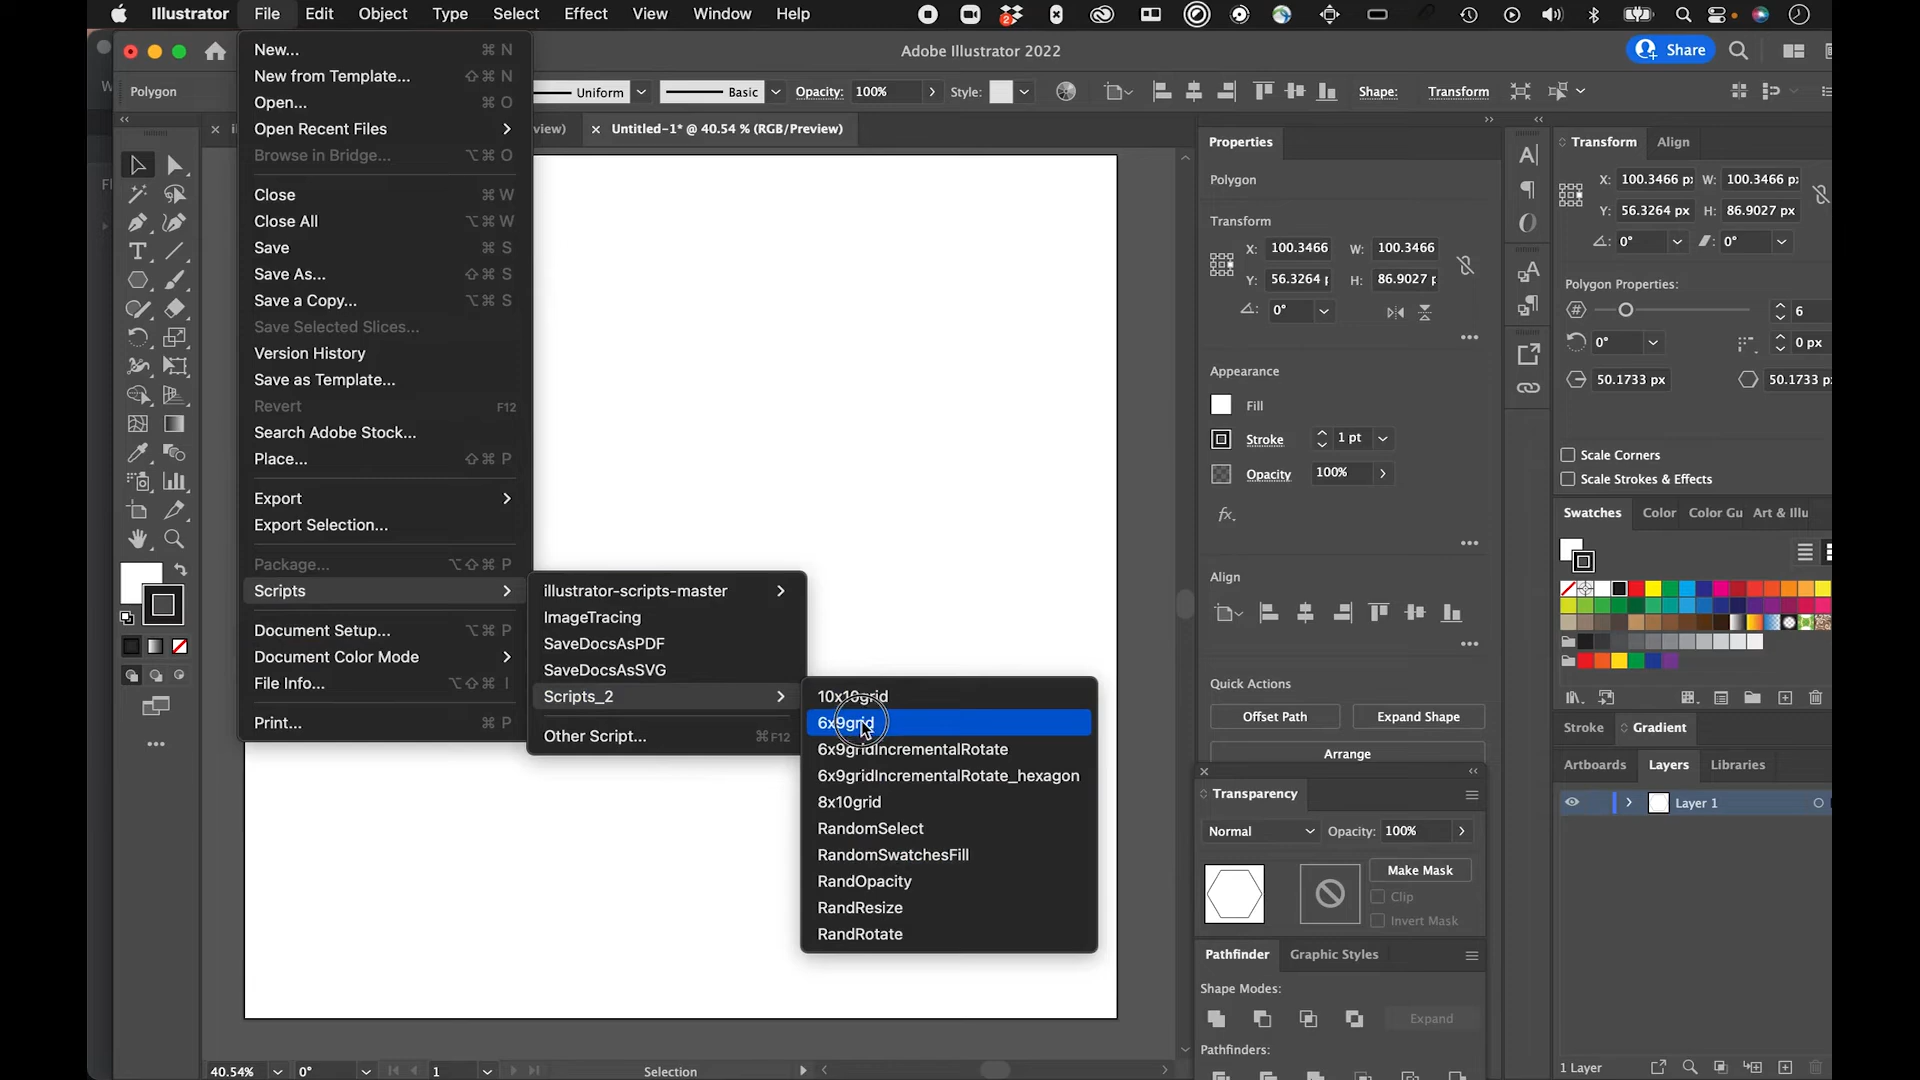 Illustrator File Edit Object Type Select Effect View Window Help
2
Adobe Illustrator 2022
Share
Polygon
Uniform Basic Opacity: 100% Style: Shape: Transform
Untitled-1* @ 40.54 % (RGB/Preview)
New... ⌘ N
New from Template... ⇧⌘ N
Open... ⌘ O
Open Recent Files
Browse in Bridge... ⌥⌘ O
Close ⌘ W
Close All ⌥⌘ W
Save ⌘ S
Save As... ⇧⌘ S
Save a Copy... ⌥⌘ S
Save Selected Slices...
Version History
Save as Template...
Revert F12
Search Adobe Stock...
Place... ⇧⌘ P
Export
Export Selection...
Package... ⌥⇧⌘ P
Scripts
Document Setup... ⌥⌘ P
Document Color Mode
File Info... ⌥⇧⌘ I
Print... ⌘ P
illustrator-scripts-master
ImageTracing
SaveDocsAsPDF
SaveDocsAsSVG
Scripts_2
Other Script... ⌘F12
10x10grid
6x9grid
6x9gridIncrementalRotate
6x9gridIncrementalRotate_hexagon
8x10grid
RandomSelect
RandomSwatchesFill
RandOpacity
RandResize
RandRotate
Properties
Polygon
Transform
X: 100.3466 W: 100.3466
Y: 56.3264 H: 86.9027
0°
Appearance
Fill
Stroke 1 pt
Opacity 100%
fx.
Align
Quick Actions
Offset Path Expand Shape
Arrange
Transparency
Normal Opacity: 100%
Make Mask
Clip
Invert Mask
Pathfinder Graphic Styles
Shape Modes:
Expand
Pathfinders:
Transform Align
X: 100.3466 W: 100.3466
Y: 56.3264 px H: 86.9027 px
0° 0°
Polygon Properties:
6
0° 0 px
50.1733 px 50.1733
Scale Corners
Scale Strokes & Effects
Swatches Color Color Gu Art & Illu
Stroke Gradient
Artboards Layers Libraries
Layer 1
1 Layer
40.54% 0° 1 Selection